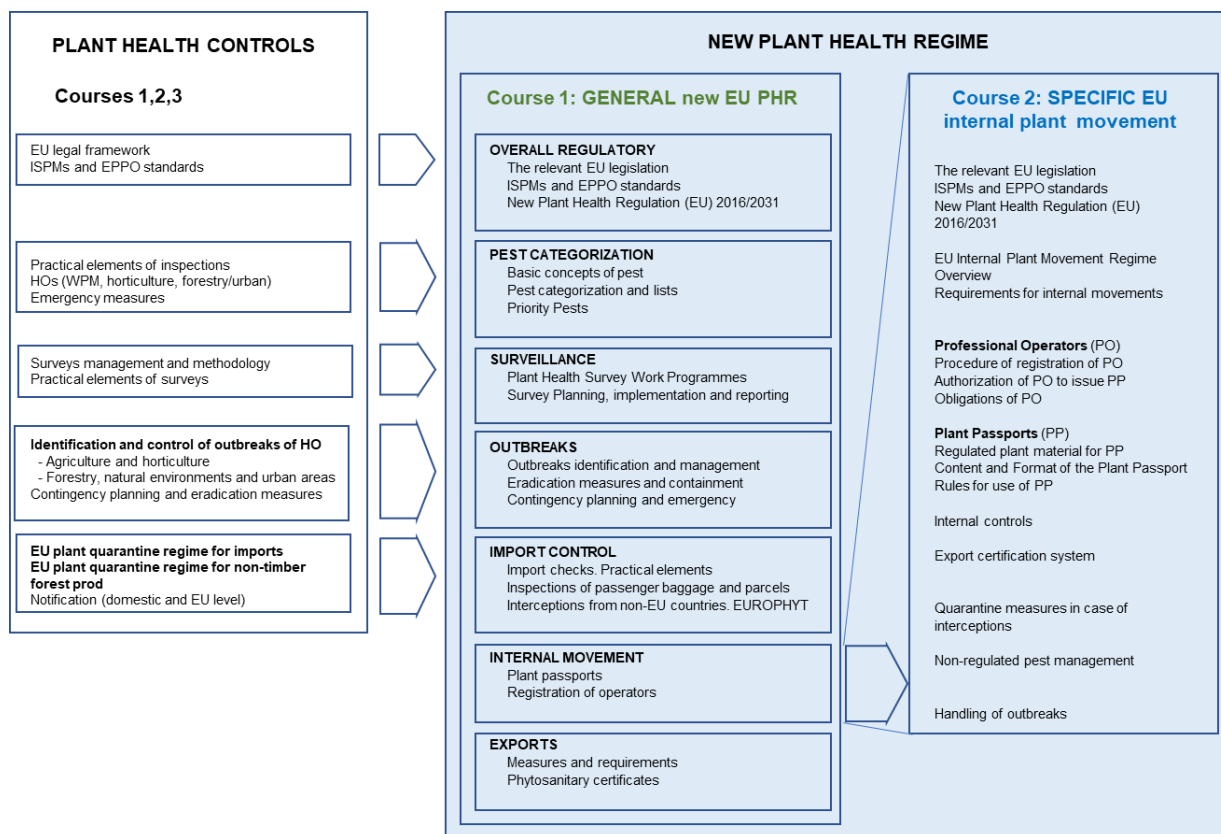 PLANT HEALTH CONTROLS
Courses 1,2,3
EU legal framework
ISPMs and EPPO standards
Practical elements of inspections
HOs (WPM, horticulture, forestry/urban)
Emergency measures
Surveys management and methodology
Practical elements of surveys
Identification and control of outbreaks of HO
- Agriculture and horticulture
- Forestry, natural environments and urban areas
Contingency planning and eradication measures
EU plant quarantine regime for imports
EU plant quarantine regime for non-timber
forest prod
Notification (domestic and EU level)
NEW PLANT HEALTH REGIME
Course 1: GENERAL new EU PHR
OVERALL REGULATORY
The relevant EU legislation
ISPMs and EPPO standards
New Plant Health Regulation (EU) 2016/2031
PEST CATEGORIZATION
Basic concepts of pest
Pest categorization and lists
Priority Pests
SURVEILLANCE
Plant Health Survey Work Programmes
Survey Planning, implementation and reporting
OUTBREAKS
Outbreaks identification and management
Eradication measures and containment
Contingency planning and emergency
IMPORT CONTROL
Import checks. Practical elements
Inspections of passenger baggage and parcels
Interceptions from non-EU countries. EUROPHYT
INTERNAL MOVEMENT
Plant passports
Registration of operators
EXPORTS
Measures and requirements
Phytosanitary certificates
Course 2: SPECIFIC EU
internal plant movement
The relevant EU legislation
ISPMs and EPPO standards
New Plant Health Regulation (EU)
2016/2031
EU Internal Plant Movement Regime
Overview
Requirements for internal movements
Professional Operators (PO)
Procedure of registration of PO
Authorization of PO to issue PP
Obligations of PO
Plant Passports (PP)
Regulated plant material for PP
Content and Format of the Plant Passport
Rules for use of PP
Internal controls
Export certification system
Quarantine measures in case of
interceptions
Non-regulated pest management
Handling of outbreaks